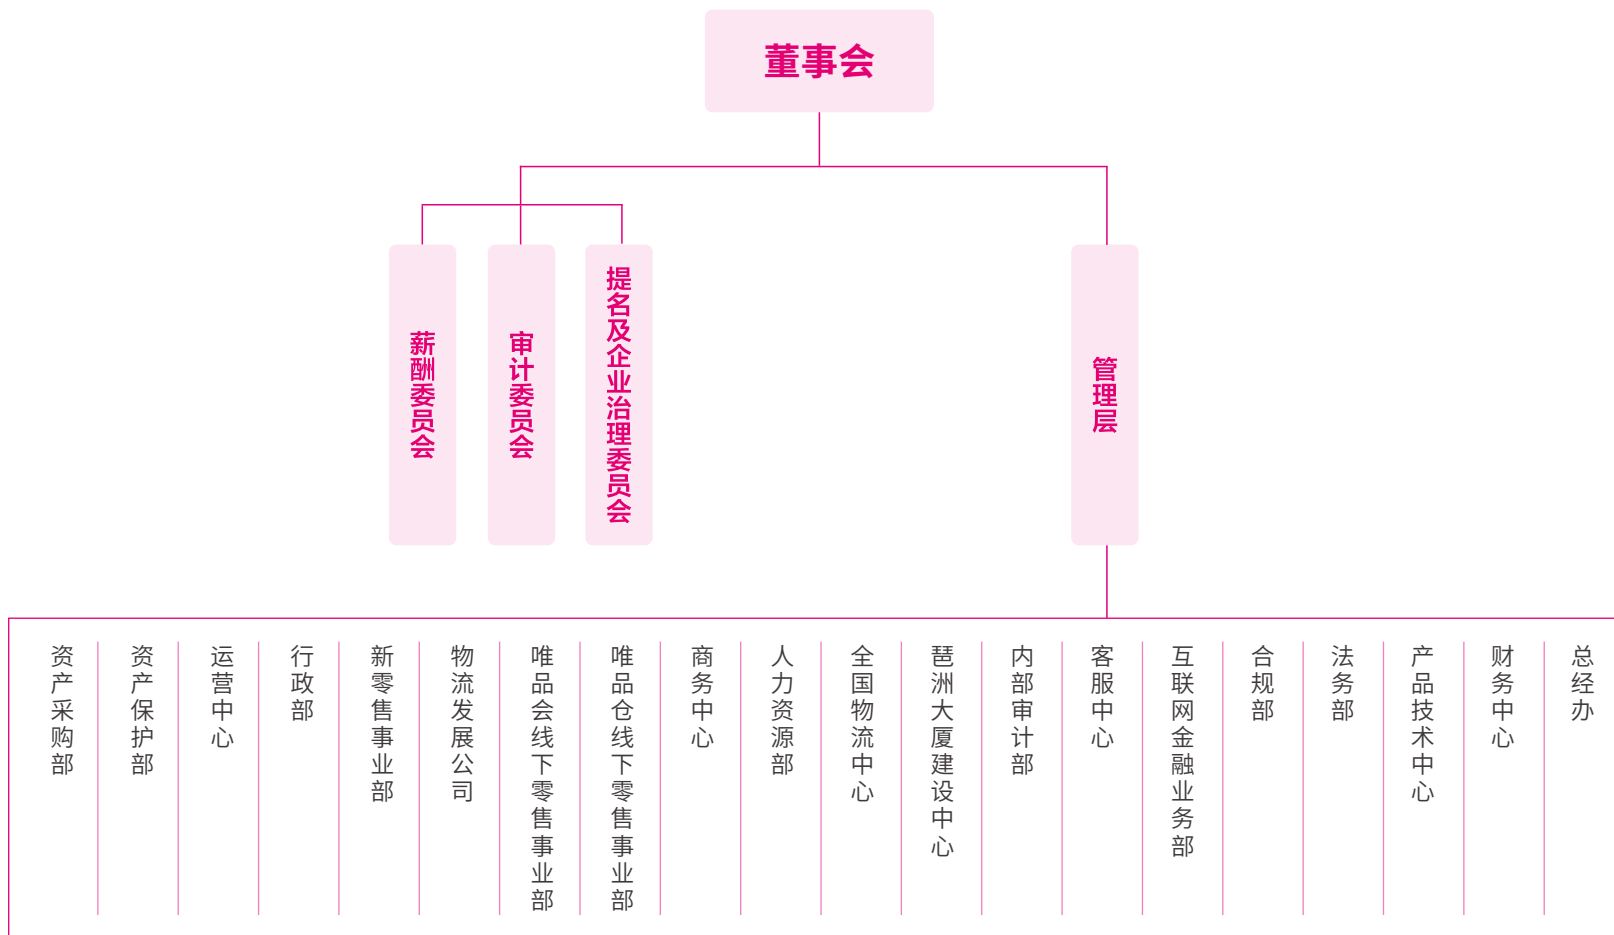 董事会
薪酬委员会
审计委员会
提名及企业治理委员会
管理层
资产采购部
资产保护部
运营中心
行政部
新零售事业部
物流发展公司
唯品会线下零售事业部
唯品仓线下零售事业部
商务中心
人力资源部
全国物流中心
琶洲大厦建设中心
内部审计部
客服中心
互联网金融业务部
合规部
法务部
产品技术中心
财务中心
总经办